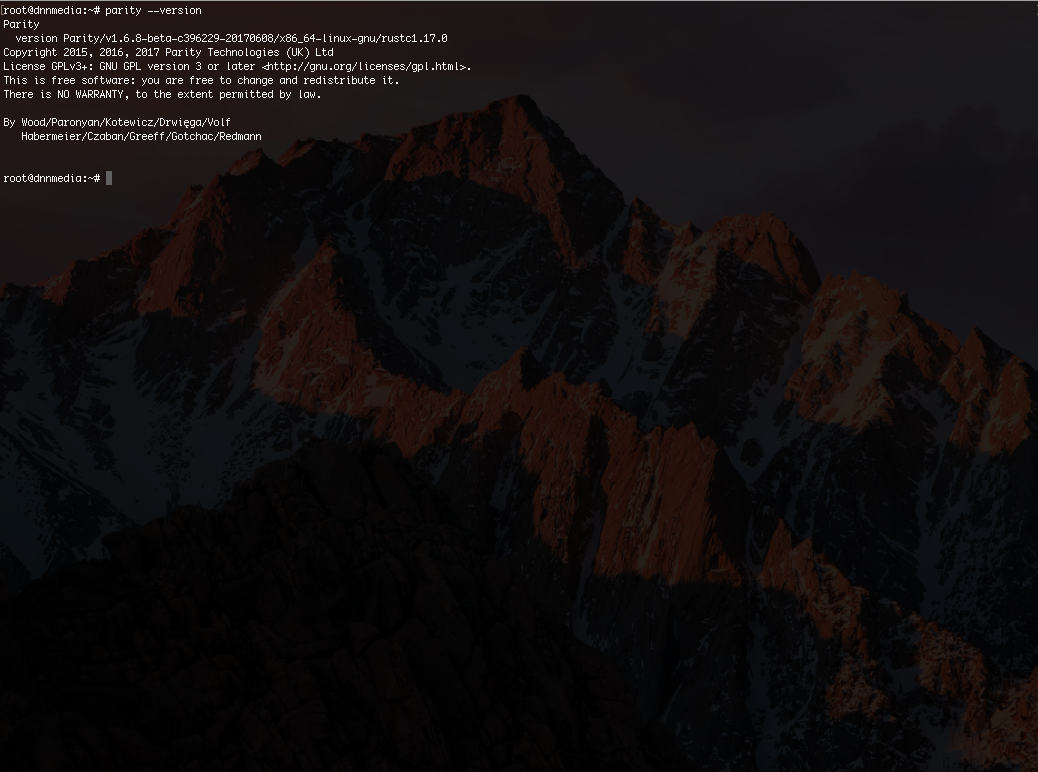 [root@dnnmedia:~# parity --version
Parity
  version Parity/v1.6.8-beta-c396229-20170608/x86_64-linux-gnu/rustc1.17.0
Copyright 2015, 2016, 2017 Parity Technologies (UK) Ltd
License GPLv3+: GNU GPL version 3 or later <http://gnu.org/licenses/gpl.html>.
This is free software: you are free to change and redistribute it.
There is NO WARRANTY, to the extent permitted by law.

By Wood/Paronyan/Kotewicz/Drwięga/Volf
   Habermeier/Czaban/Greeff/Gotchac/Redmann

root@dnnmedia:~#